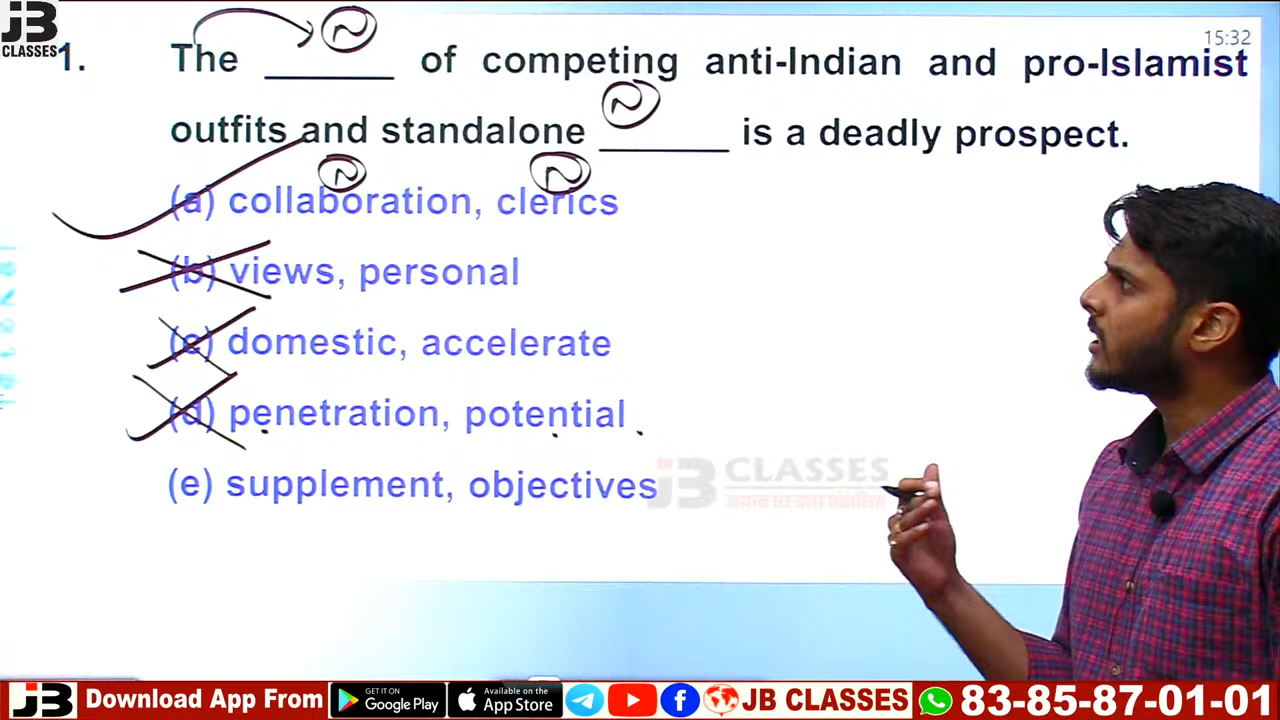 JB
CLASSES
15:32
1. The ______ of competing anti-Indian and pro-Islamist
outfits and standalone ______ is a deadly prospect.
(a) collaboration, clerics
(b) views, personal
(c) domestic, accelerate
(d) penetration, potential
(e) supplement, objectives
JB CLASSES
JB Download App From GET IT ON Google Play Available on the App Store JB CLASSES 83-85-87-01-01